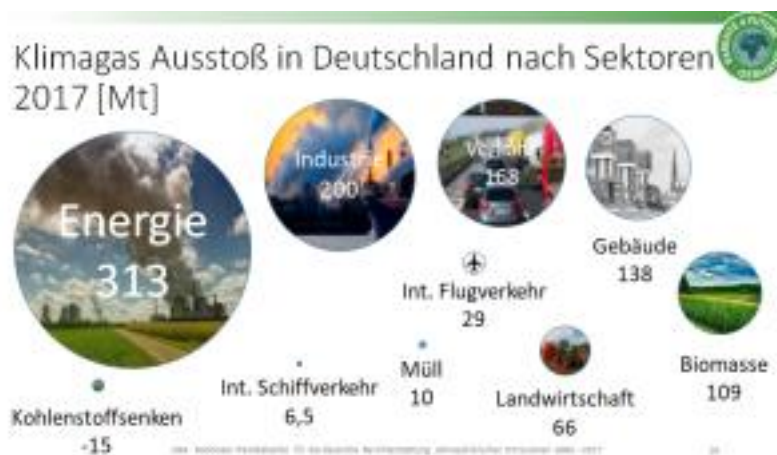 Klimagas Ausstoß in Deutschland nach Sektoren
2017 [Mt]
Energie
313
Industrie
200
Verkehr
168
Gebäude
138
Int. Flugverkehr
29
Biomasse
109
Müll
10
Int. Schiffverkehr
6,5
Landwirtschaft
66
Kohlenstoffsenken
-15